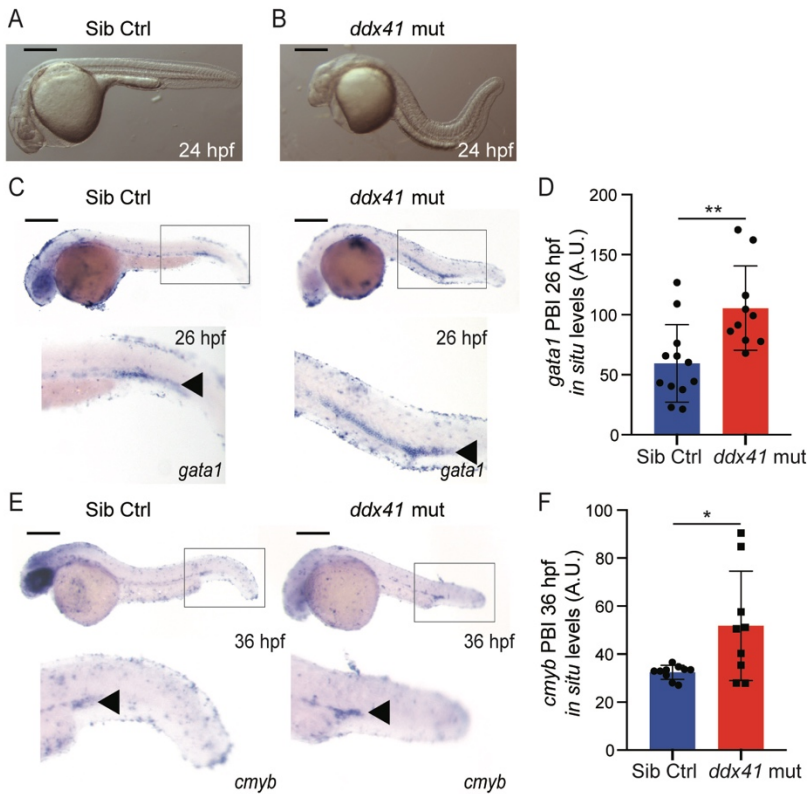 A
Sib Ctrl
24 hpf
B
ddx41 mut
24 hpf
C
Sib Ctrl
26 hpf
gata1
ddx41 mut
26 hpf
gata1
D
gata1 PBI 26 hpf
in situ levels (A.U.)
200
150
100
50
0
**
Sib Ctrl
ddx41 mut
E
Sib Ctrl
36 hpf
cmyb
ddx41 mut
36 hpf
cmyb
F
cmyb PBI 36 hpf
in situ levels (A.U.)
100
80
60
40
20
0
*
Sib Ctrl
ddx41 mut